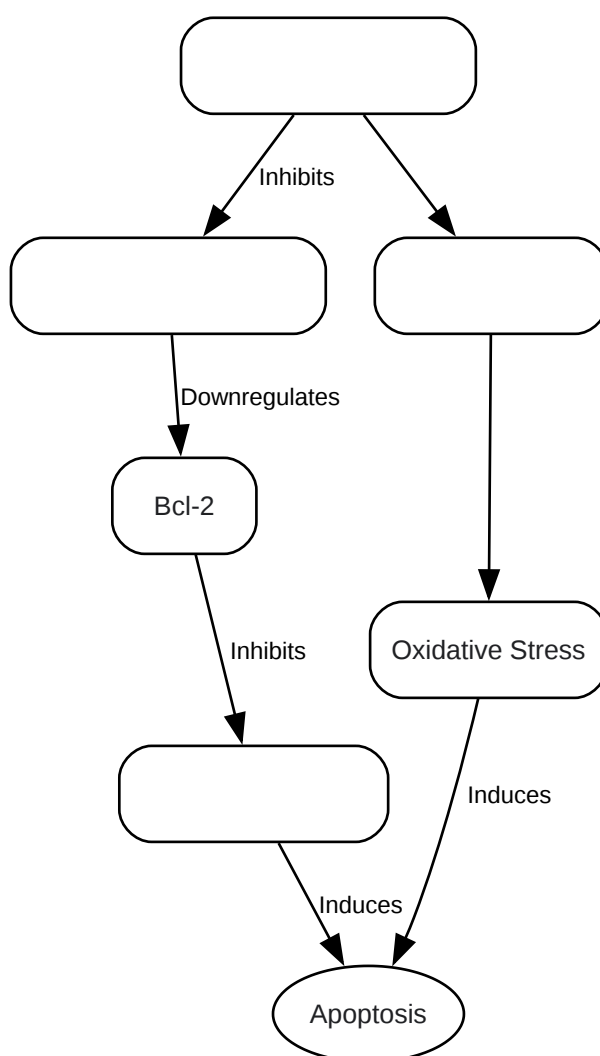 Inhibits
Downregulates
Bcl-2
Inhibits
Oxidative Stress
Induces
Induces
Apoptosis